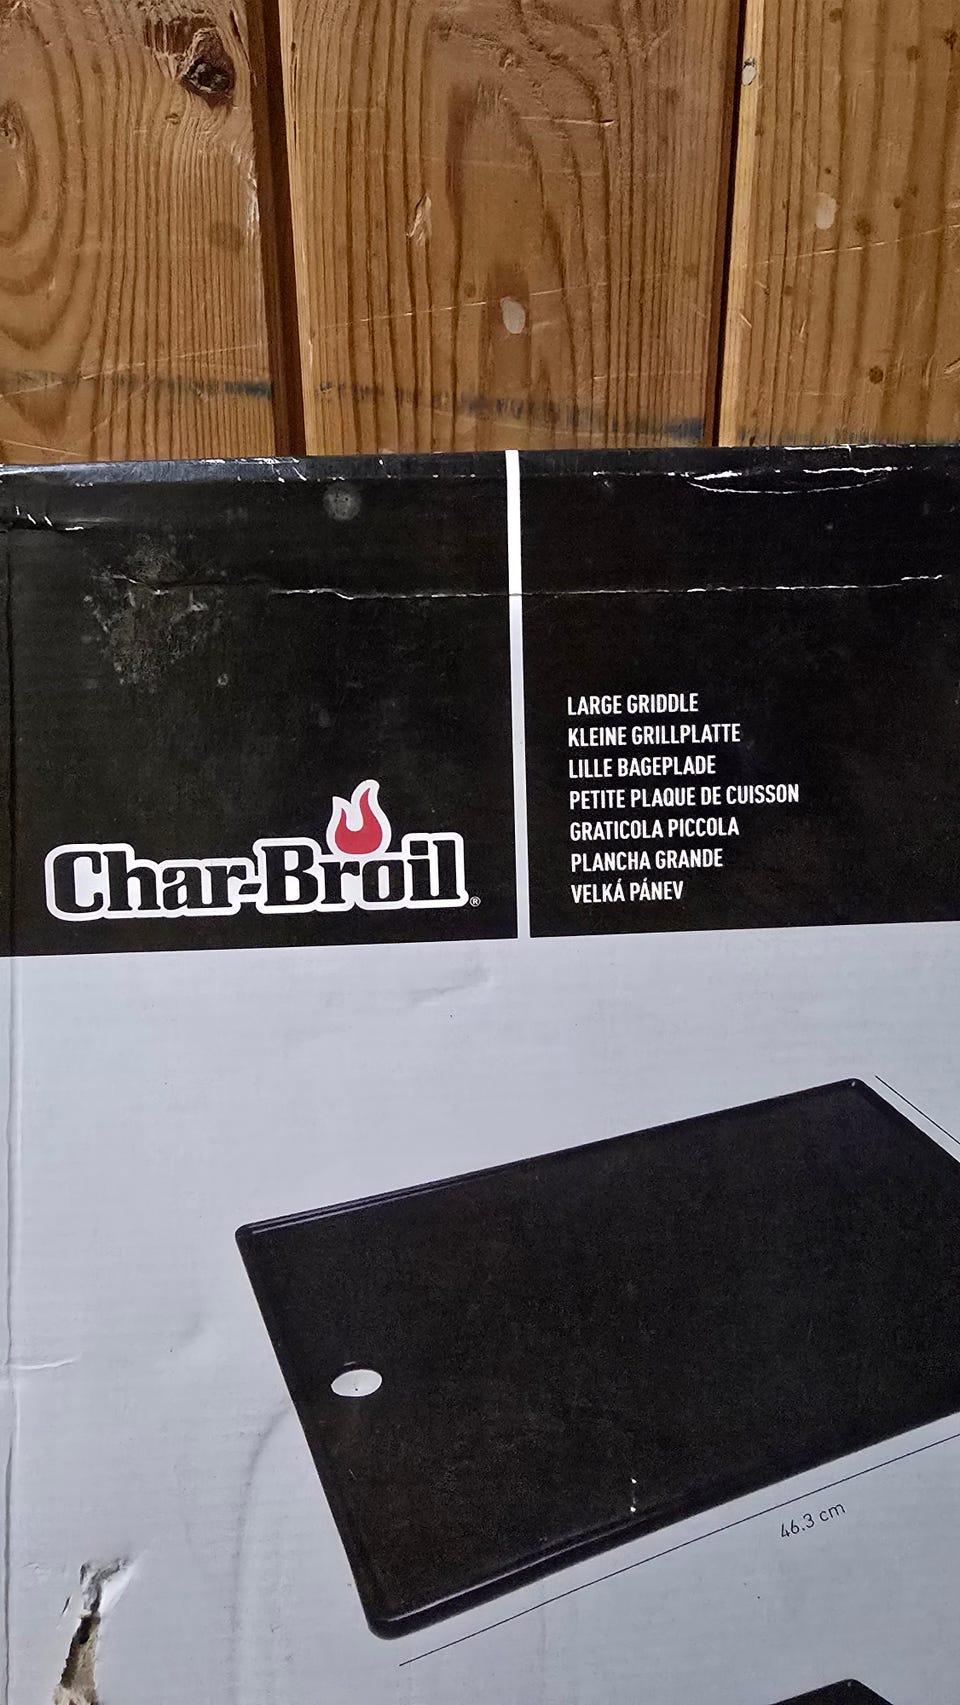 Char-Broil®
LARGE GRIDDLE
KLEINE GRILLPLATTE
LILLE BAGEPLADE
PETITE PLAQUE DE CUISSON
GRATICOLA PICCOLA
PLANCHA GRANDE
VELKÁ PÁNEV
46.3 cm